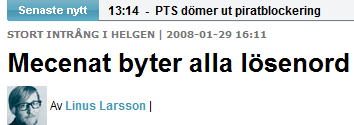 Senaste nytt 13:14 - PTS dömer ut piratblockering
STORT INTRÅNG I HELGEN | 2008-01-29 16:11
Mecenat byter alla lösenord
Av Linus Larsson |